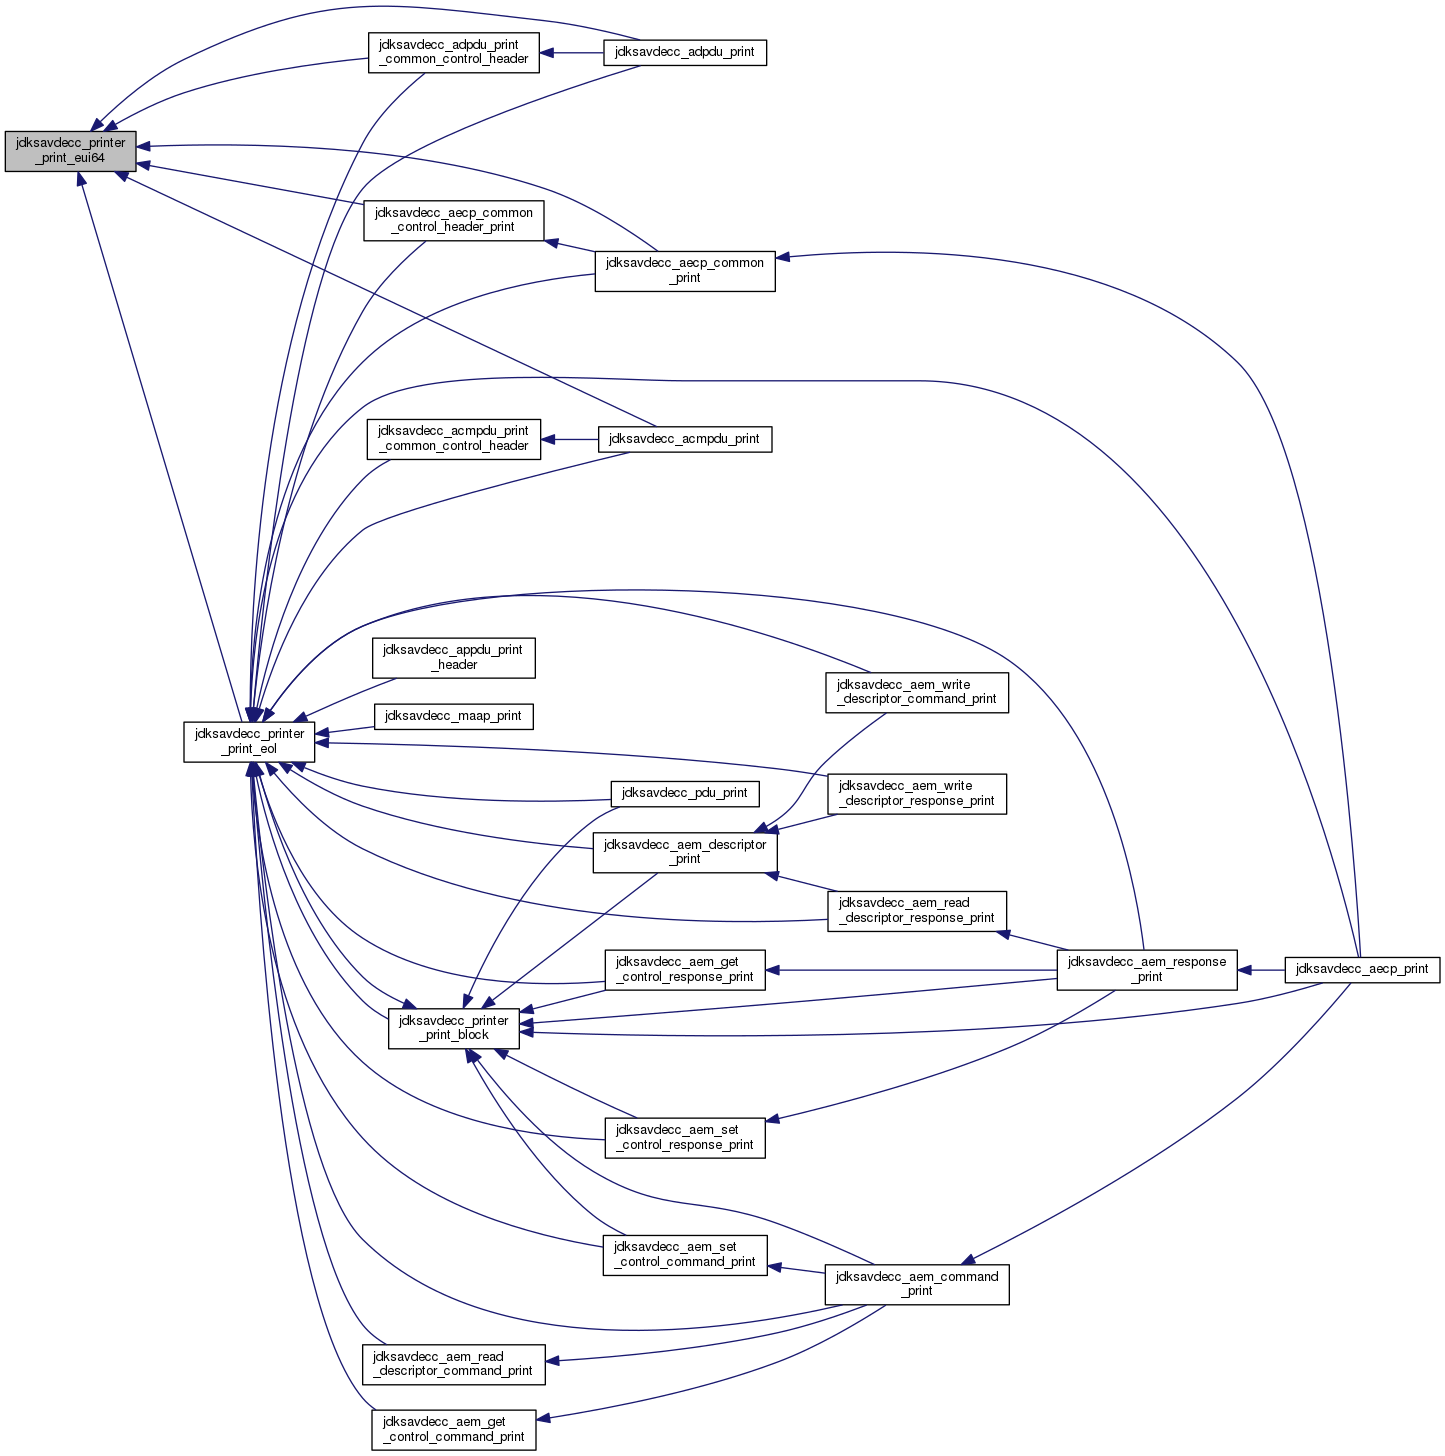 jdksavdecc_adpdu_print
_common_control_header
jdksavdecc_adpdu_print
jdksavdecc_printer
_print_eui64
jdksavdecc_aecp_common
_control_header_print
jdksavdecc_aecp_common
_print
jdksavdecc_acmpdu_print
_common_control_header
jdksavdecc_acmpdu_print
jdksavdecc_appdu_print
_header
jdksavdecc_aem_write
_descriptor_command_print
jdksavdecc_maap_print
jdksavdecc_printer
_print_eol
jdksavdecc_pdu_print
jdksavdecc_aem_write
_descriptor_response_print
jdksavdecc_aem_descriptor
_print
jdksavdecc_aem_read
_descriptor_response_print
jdksavdecc_aem_get
_control_response_print
jdksavdecc_aem_response
_print
jdksavdecc_aecp_print
jdksavdecc_printer
_print_block
jdksavdecc_aem_set
_control_response_print
jdksavdecc_aem_set
_control_command_print
jdksavdecc_aem_command
_print
jdksavdecc_aem_read
_descriptor_command_print
jdksavdecc_aem_get
_control_command_print